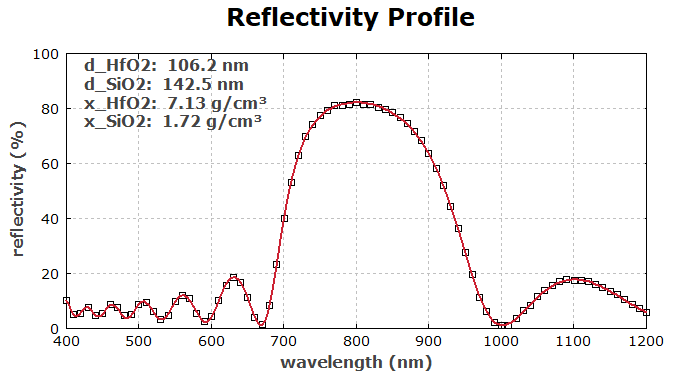 Reflectivity Profile
d_HfO2: 106.2 nm
d_SiO2: 142.5 nm
x_HfO2: 7.13 g/cm³
x_SiO2: 1.72 g/cm³
100
80
60
40
20
0
reflectivity (%)
400 500 600 700 800 900 1000 1100 1200
wavelength (nm)